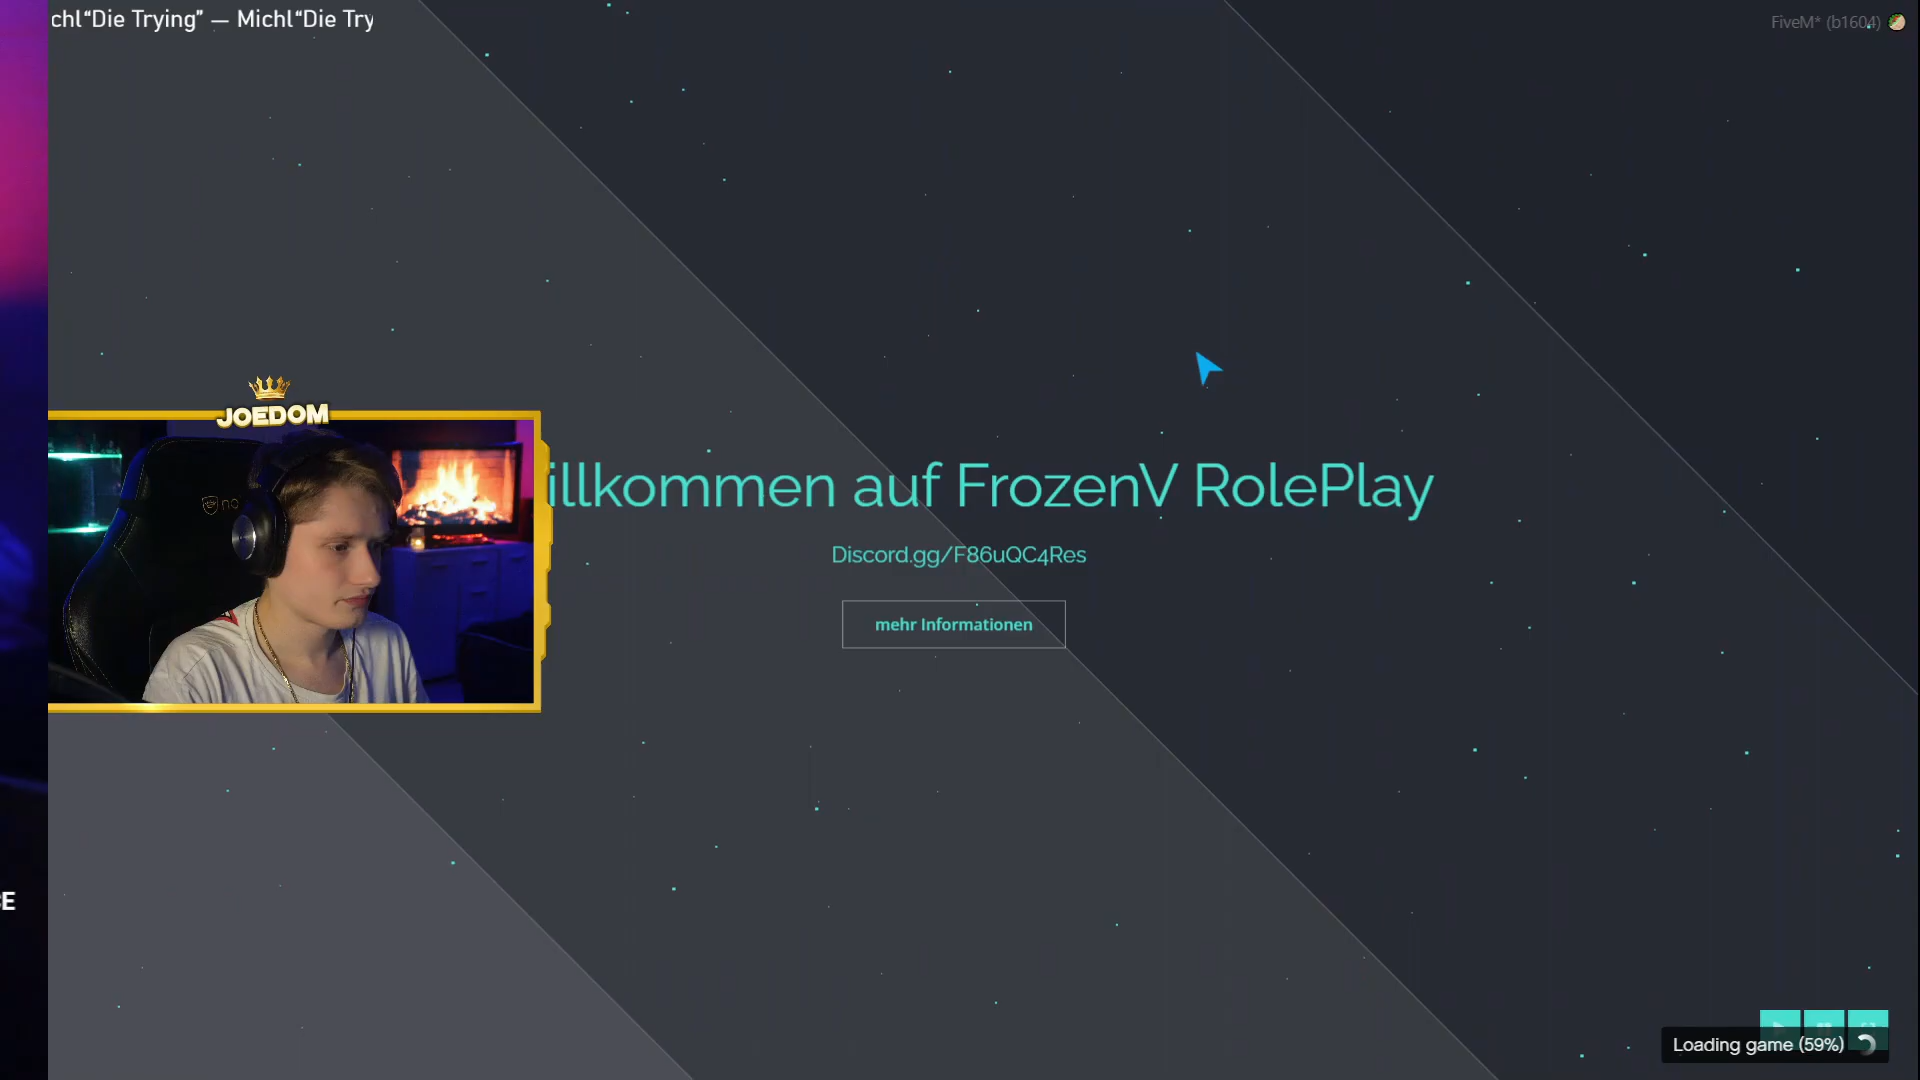 chl“Die Trying” — Michl“Die Try
FiveM* (b1604)
JOEDOM
no
illkommen auf FrozenV RolePlay
Discord.gg/F86uQC4Res
mehr Informationen
Loading game (59%)